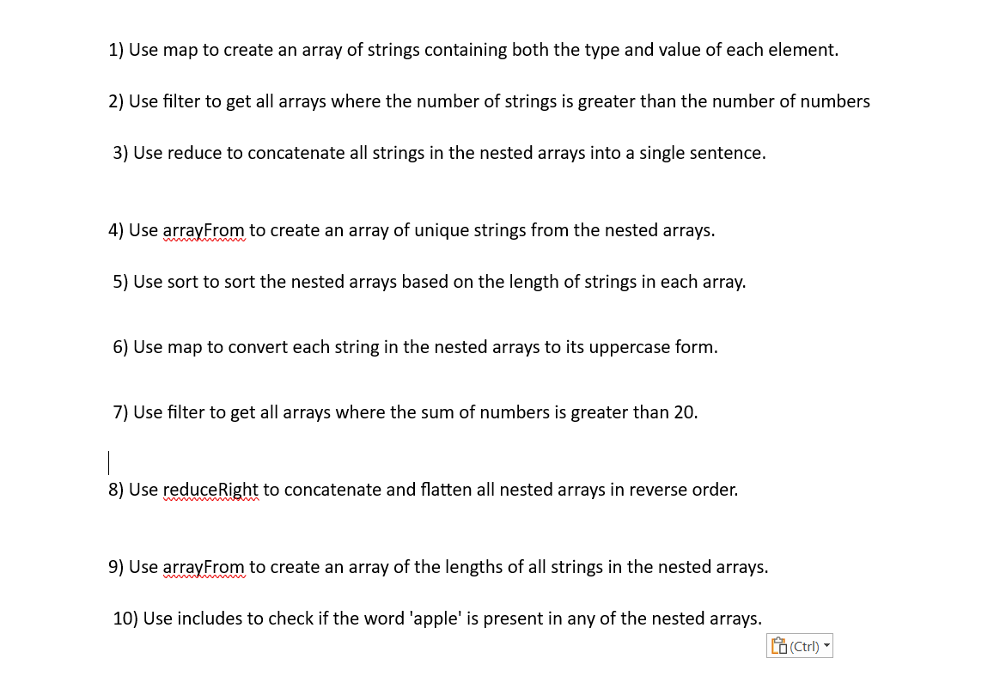 1) Use map to create an array of strings containing both the type and value of each element.
2) Use filter to get all arrays where the number of strings is greater than the number of numbers
3) Use reduce to concatenate all strings in the nested arrays into a single sentence.
4) Use arrayFrom to create an array of unique strings from the nested arrays.
5) Use sort to sort the nested arrays based on the length of strings in each array.
6) Use map to convert each string in the nested arrays to its uppercase form.
7) Use filter to get all arrays where the sum of numbers is greater than 20.
8) Use reduceRight to concatenate and flatten all nested arrays in reverse order.
9) Use arrayFrom to create an array of the lengths of all strings in the nested arrays.
10) Use includes to check if the word 'apple' is present in any of the nested arrays.
(Ctrl)